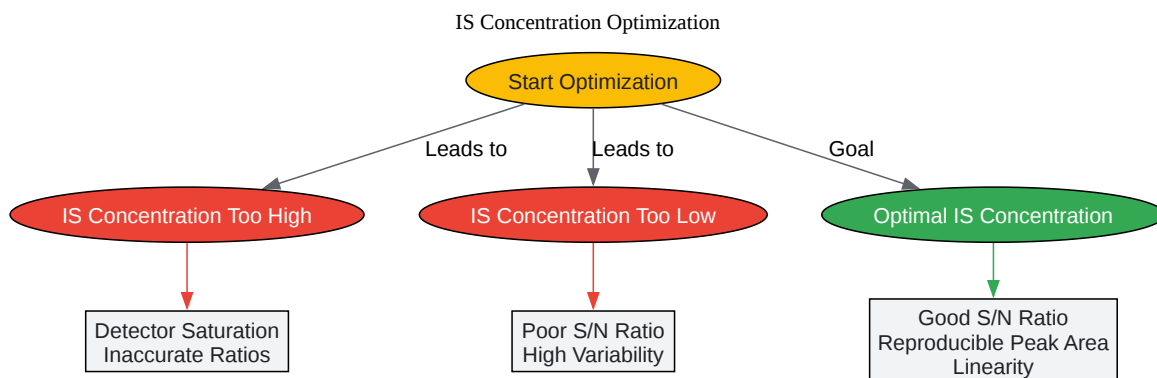 IS Concentration Optimization
Start Optimization
Leads to
Leads to
Goal
IS Concentration Too High
IS Concentration Too Low
Optimal IS Concentration
Detector Saturation
Inaccurate Ratios
Poor S/N Ratio
High Variability
Good S/N Ratio
Reproducible Peak Area
Linearity